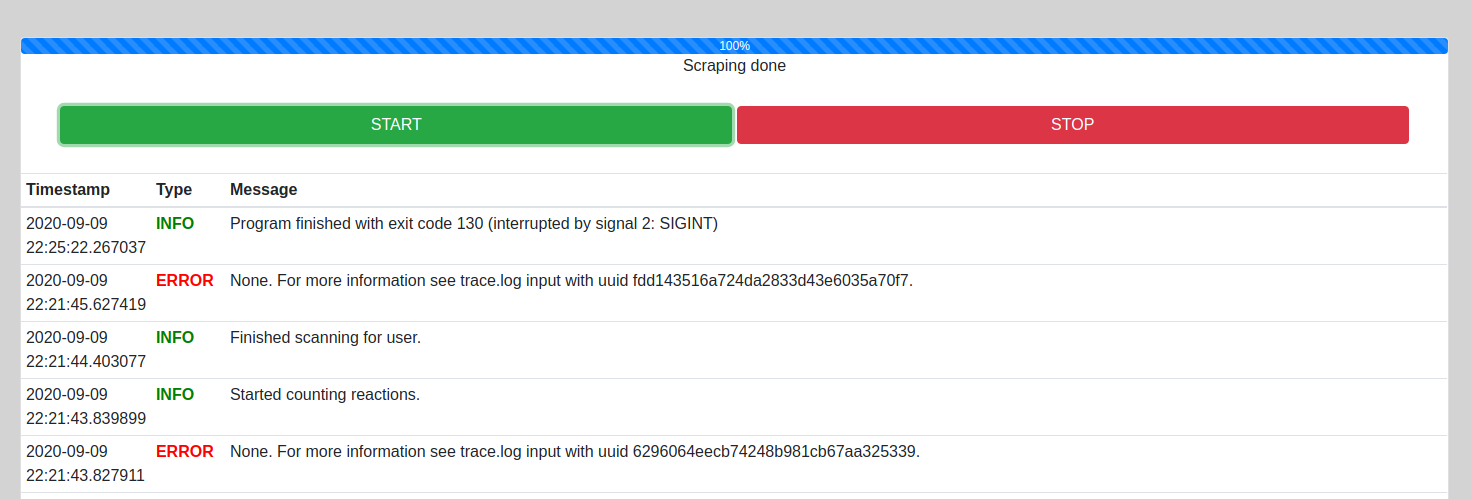 100%
Scraping done
START STOP
Timestamp Type Message
2020-09-09 INFO Program finished with exit code 130 (interrupted by signal 2: SIGINT)
22:25:22.267037
2020-09-09 ERROR None. For more information see trace.log input with uuid fdd143516a724da2833d43e6035a70f7.
22:21:45.627419
2020-09-09 INFO Finished scanning for user.
22:21:44.403077
2020-09-09 INFO Started counting reactions.
22:21:43.839899
2020-09-09 ERROR None. For more information see trace.log input with uuid 6296064eecb74248b981cb67aa325339.
22:21:43.827911